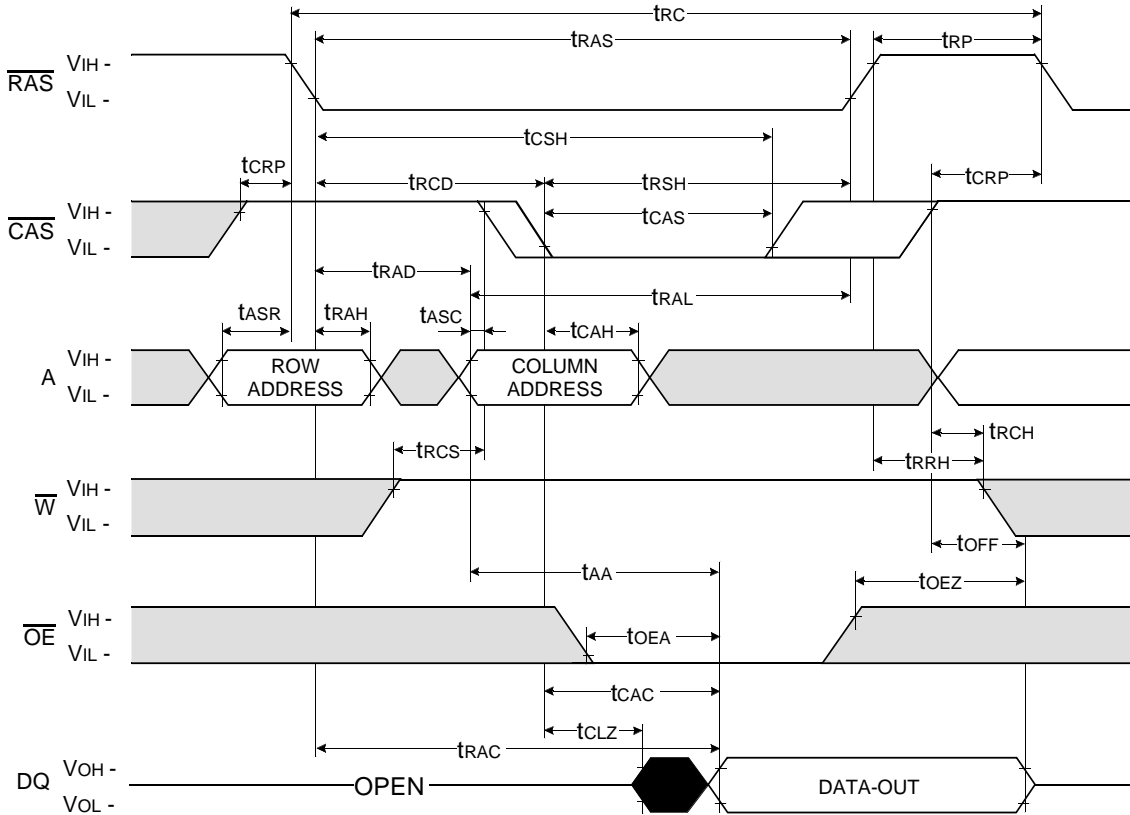 tRC
tRAS
tRP
RAS
VIH -
VIL -
tCSH
tCRP
tRCD
tRSH
tCRP
CAS
VIH -
VIL -
tCAS
tRAD
tRAL
tASR
tRAH
tASC
tCAH
A
VIH -
VIL -
ROW
ADDRESS
COLUMN
ADDRESS
tRCH
tRCS
tRRH
W
VIH -
VIL -
tOFF
tAA
tOEZ
OE
VIH -
VIL -
tOEA
tCAC
tCLZ
tRAC
DQ
VOH -
VOL -
OPEN
DATA-OUT